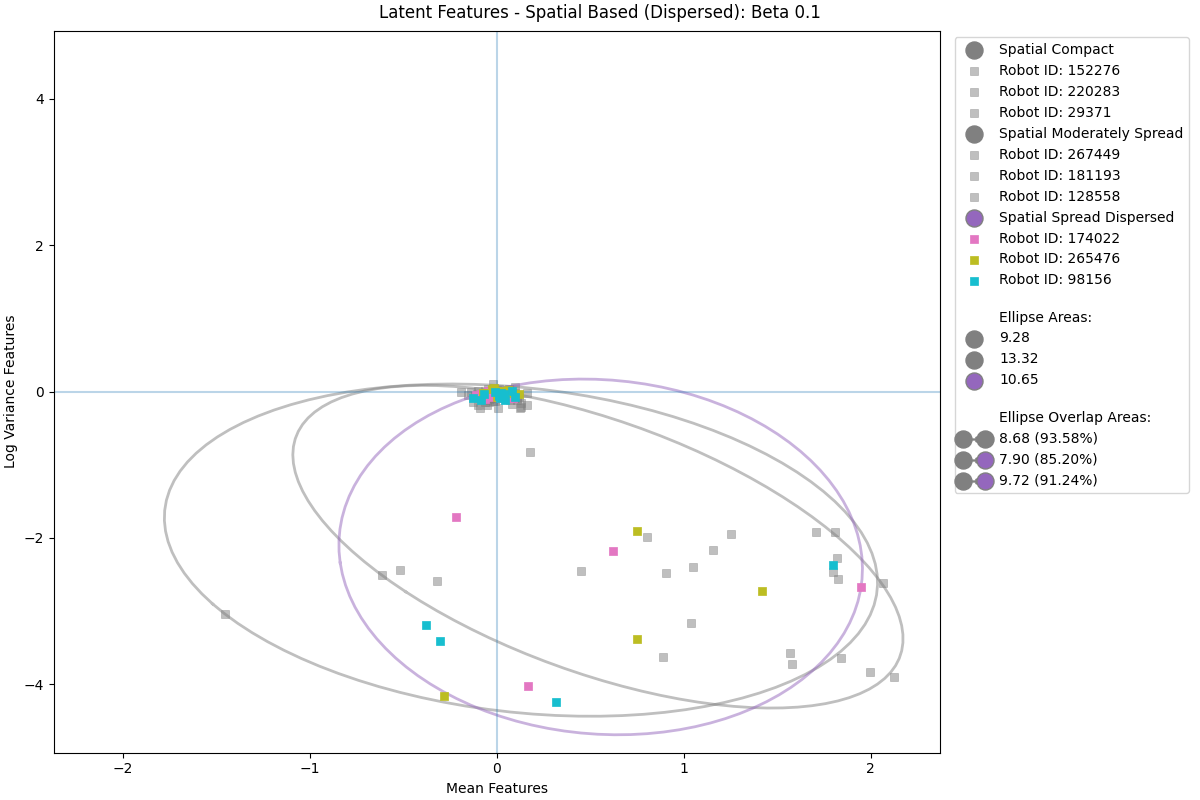 Latent Features - Spatial Based (Dispersed): Beta 0.1
Log Variance Features
4
2
0
−2
−4
−2
−1
0
1
2
Mean Features
Spatial Compact
Robot ID: 152276
Robot ID: 220283
Robot ID: 29371
Spatial Moderately Spread
Robot ID: 267449
Robot ID: 181193
Robot ID: 128558
Spatial Spread Dispersed
Robot ID: 174022
Robot ID: 265476
Robot ID: 98156
Ellipse Areas:
9.28
13.32
10.65
Ellipse Overlap Areas:
8.68 (93.58%)
7.90 (85.20%)
9.72 (91.24%)